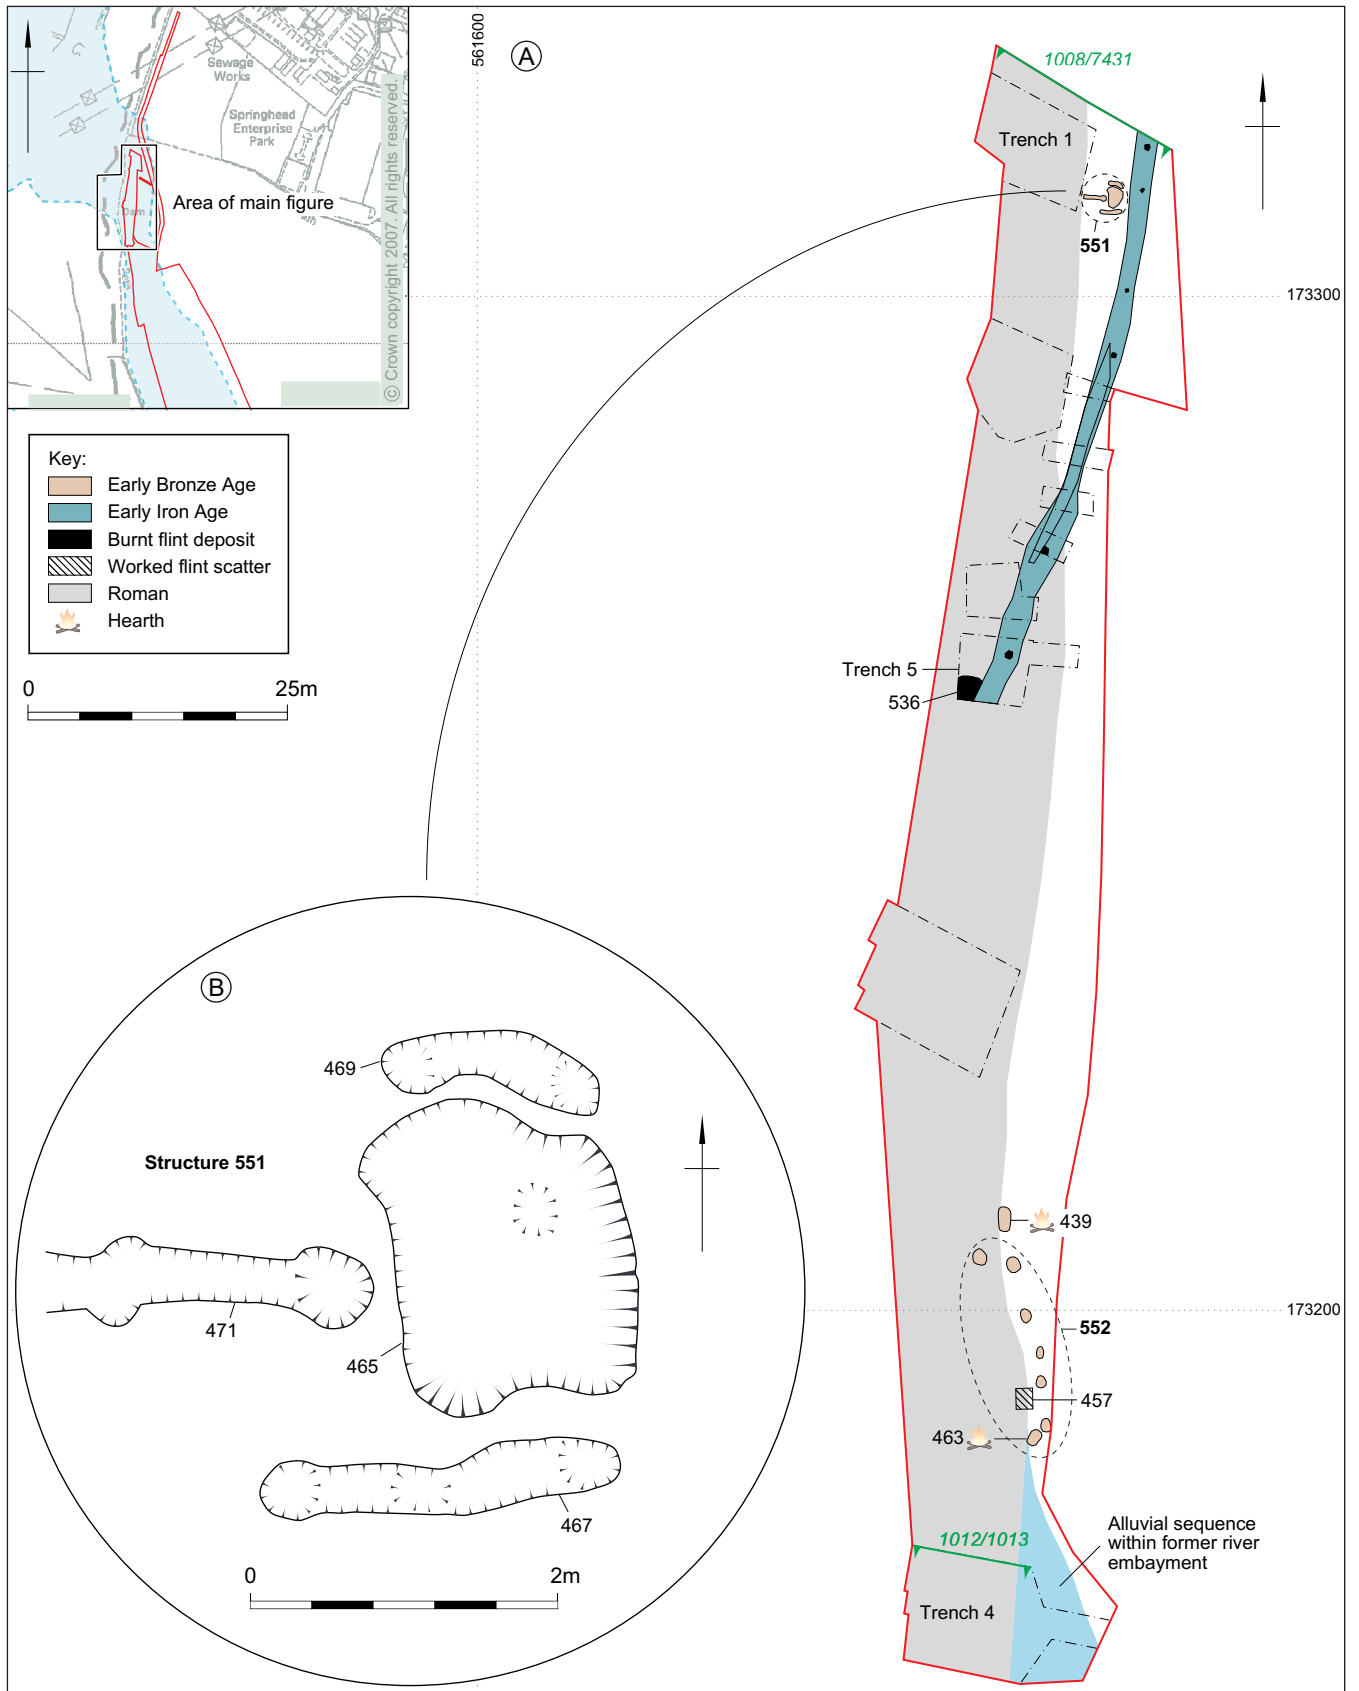 Sewage
Works
Springhead
Enterprise
Park
Dam
Area of main figure
© Crown copyright 2007. All rights reserved.
561600
A
1008/7431
Trench 1
551
173300
Key:
Early Bronze Age
Early Iron Age
Burnt flint deposit
Worked flint scatter
Roman
Hearth
0 25m
Trench 5
536
B
469
Structure 551
471
465
467
0 2m
439
173200
552
457
463
Alluvial sequence
within former river
embayment
1012/1013
Trench 4